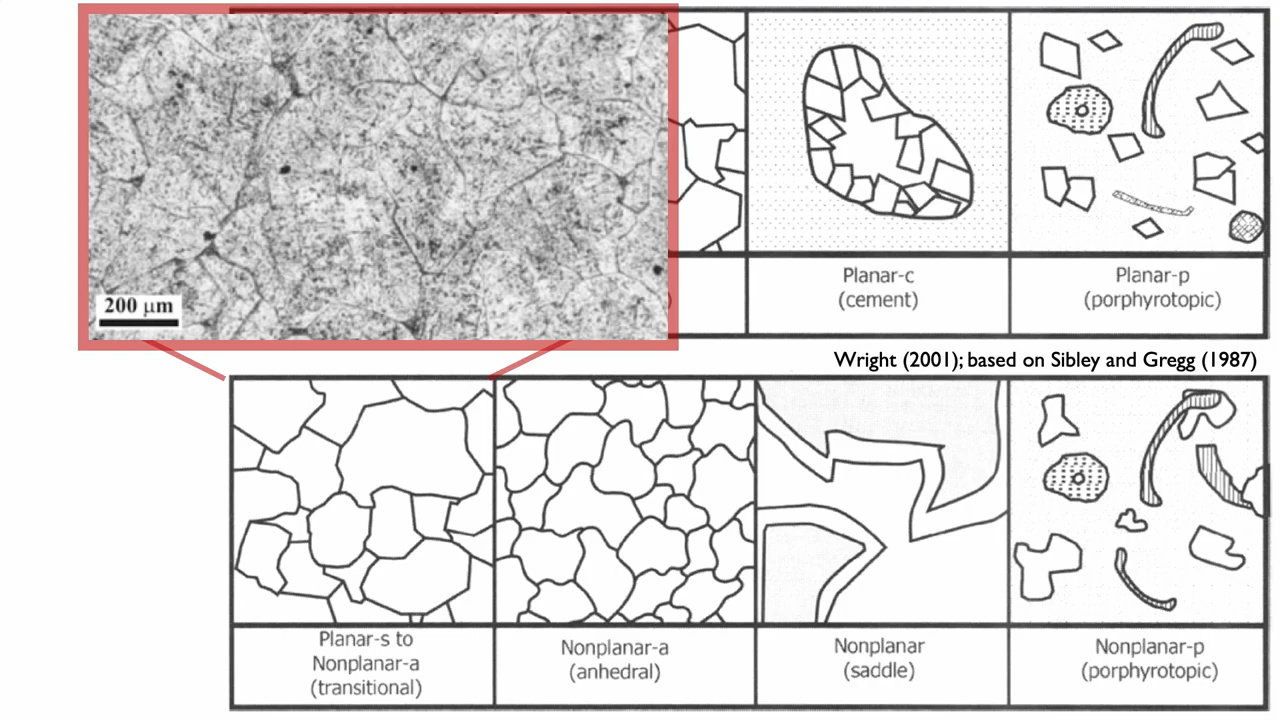 200 µm
)
Planar-c
(cement)
Planar-p
(porphyrotopic)
Wright (2001); based on Sibley and Gregg (1987)
Planar-s to
Nonplanar-a
(transitional)
Nonplanar-a
(anhedral)
Nonplanar
(saddle)
Nonplanar-p
(porphyrotopic)